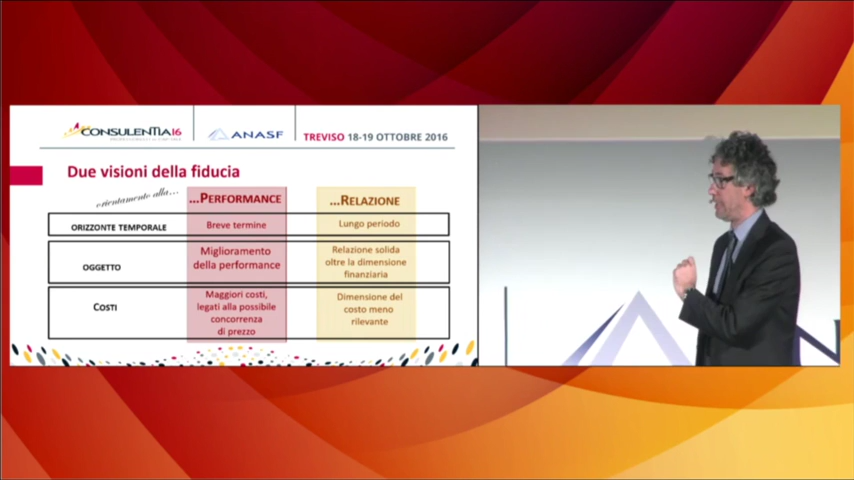 CONSULENTIA16
ANASF
TREVISO 18-19 OTTOBRE 2016
Due visioni della fiducia
orientamento alla...
...PERFORMANCE
...RELAZIONE
ORIZZONTE TEMPORALE
Breve termine
Lungo periodo
OGGETTO
Miglioramento
della performance
Relazione solida
oltre la dimensione
finanziaria
COSTI
Maggiori costi,
legati alla possibile
concorrenza
di prezzo
Dimensione del
costo meno
rilevante
N